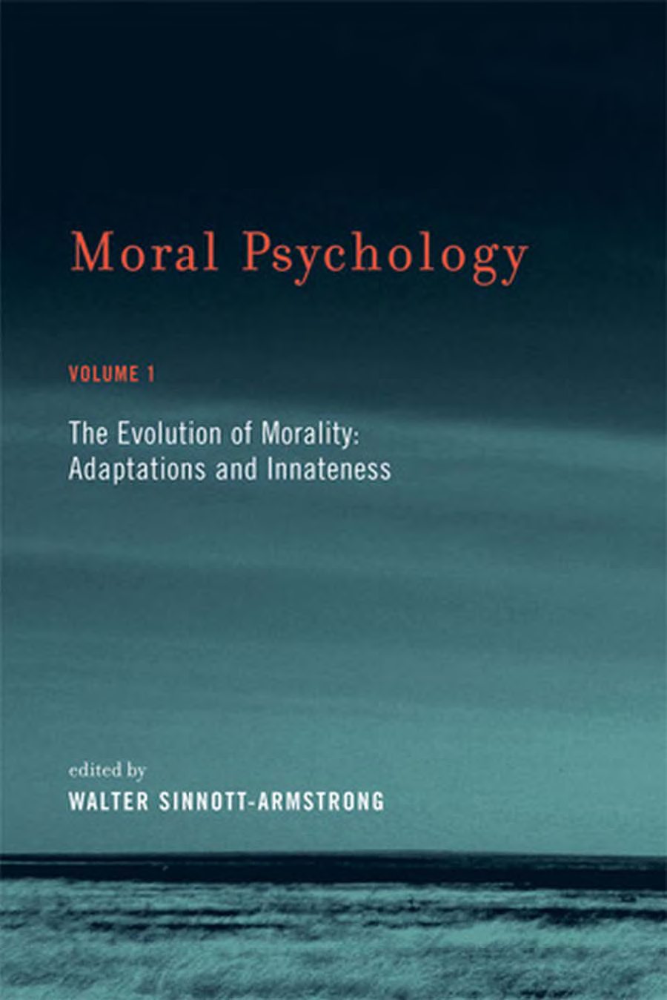 Moral Psychology
VOLUME 1
The Evolution of Morality:
Adaptations and Innateness
edited by
WALTER SINNOTT-ARMSTRONG